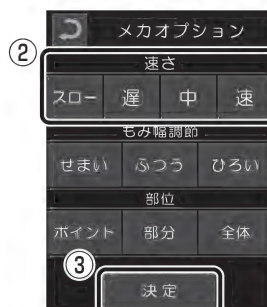 メカオプション
②
速さ
スロー 遅 中 速
もみ幅調節
せまい ふつう ひろい
部位
ポイント 部分 全体
③
決定